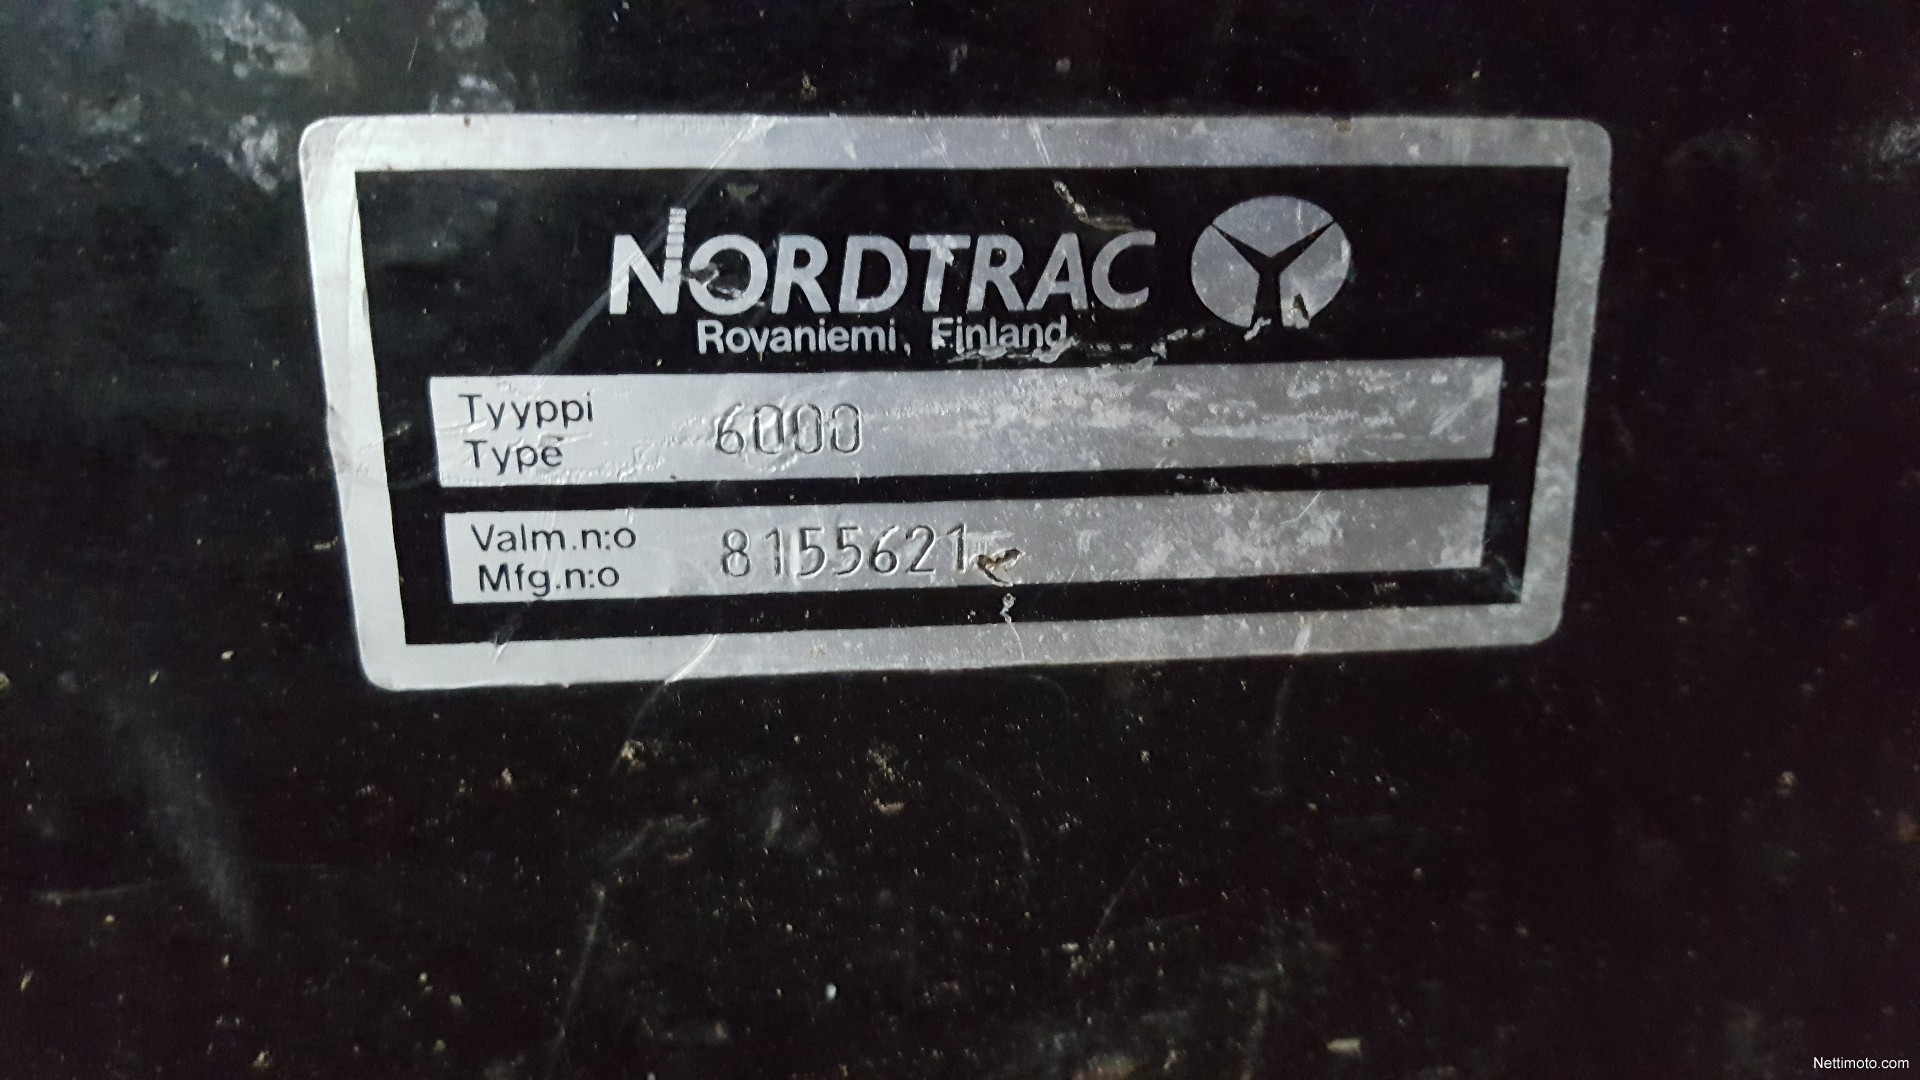 NORDTRAC
Rovaniemi, Finland
Tyyppi
Type 6000
Valm.n:o
Mfg.n:o 8155621
Nettimoto.com